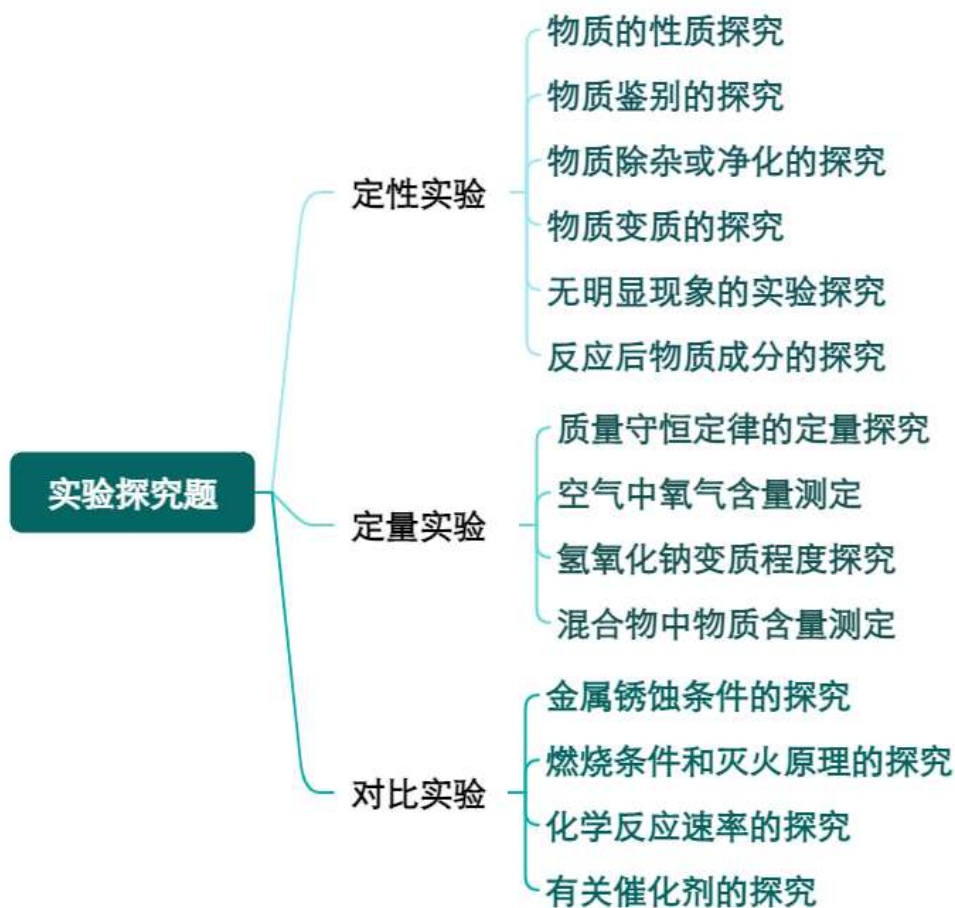 实验探究题
定性实验
物质的性质探究
物质鉴别的探究
物质除杂或净化的探究
物质变质的探究
无明显现象的实验探究
反应后物质成分的探究
定量实验
质量守恒定律的定量探究
空气中氧气含量测定
氢氧化钠变质程度探究
混合物中物质含量测定
对比实验
金属锈蚀条件的探究
燃烧条件和灭火原理的探究
化学反应速率的探究
有关催化剂的探究